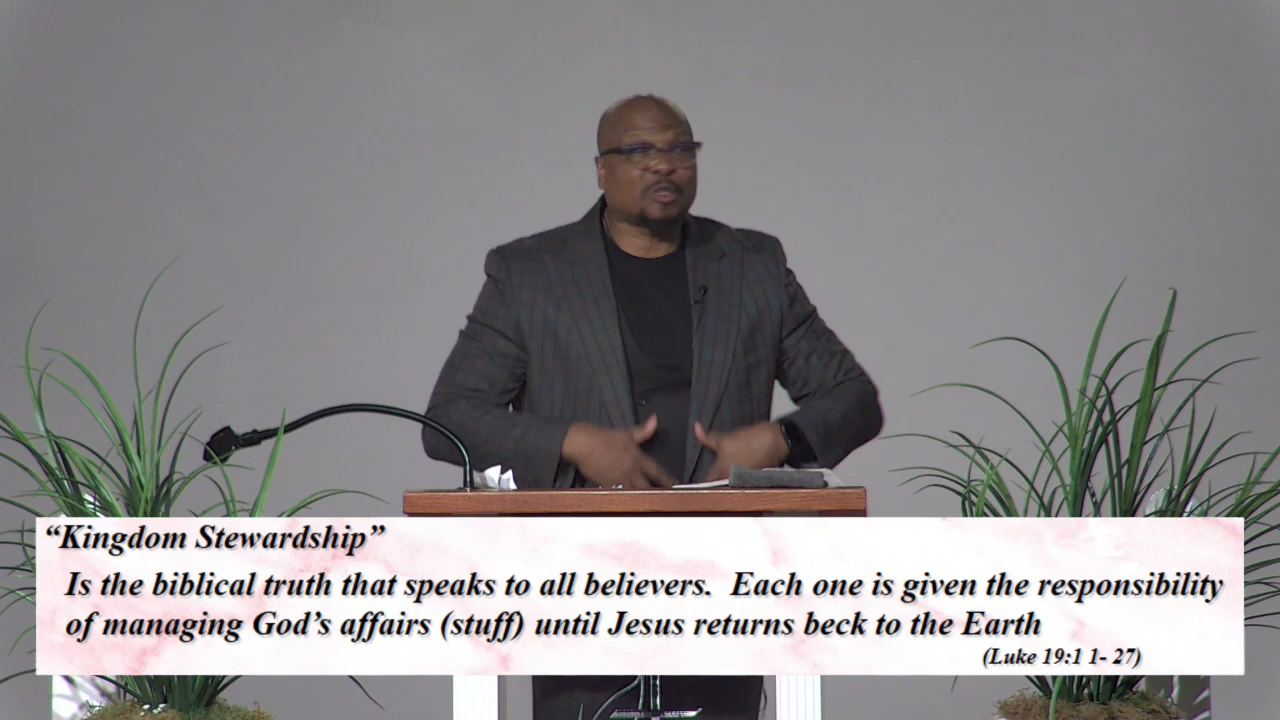 “Kingdom Stewardship”
Is the biblical truth that speaks to all believers. Each one is given the responsibility
of managing God’s affairs (stuff) until Jesus returns beck to the Earth
(Luke 19:1 1- 27)